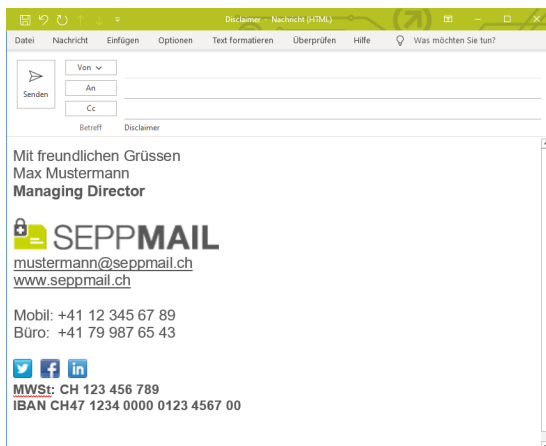 Disclaimer - Nachricht (HTML)
Datei Nachricht Einfügen Optionen Text formatieren Überprüfen Hilfe Was möchten Sie tun?
Senden
Von
An
Cc
Betreff Disclaimer
Mit freundlichen Grüssen
Max Mustermann
Managing Director
SEPPMAIL
mustermann@seppmail.ch
www.seppmail.ch
Mobil: +41 12 345 67 89
Büro: +41 79 987 65 43
MWSt: CH 123 456 789
IBAN CH47 1234 0000 0123 4567 00